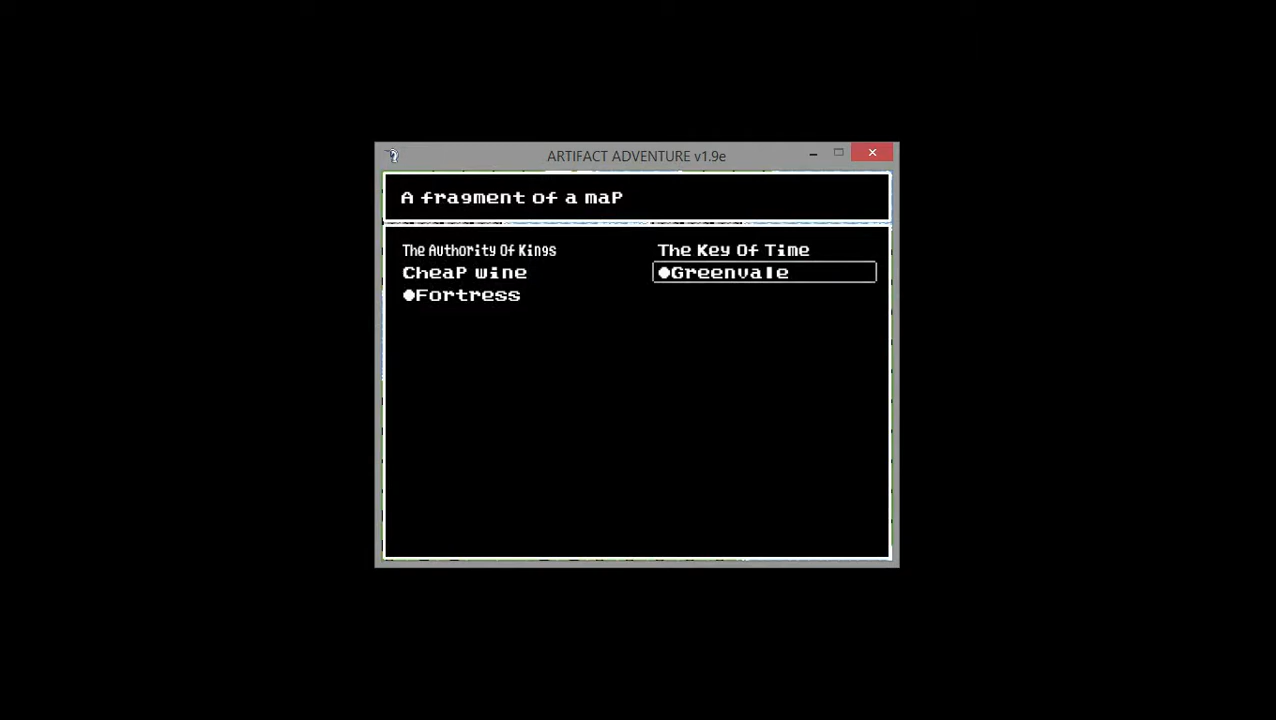 ARTIFACT ADVENTURE v1.9e
A fragment of a maP
The Authority Of Kings The Key Of Time
CheaP wine ●Greenvale
●Fortress